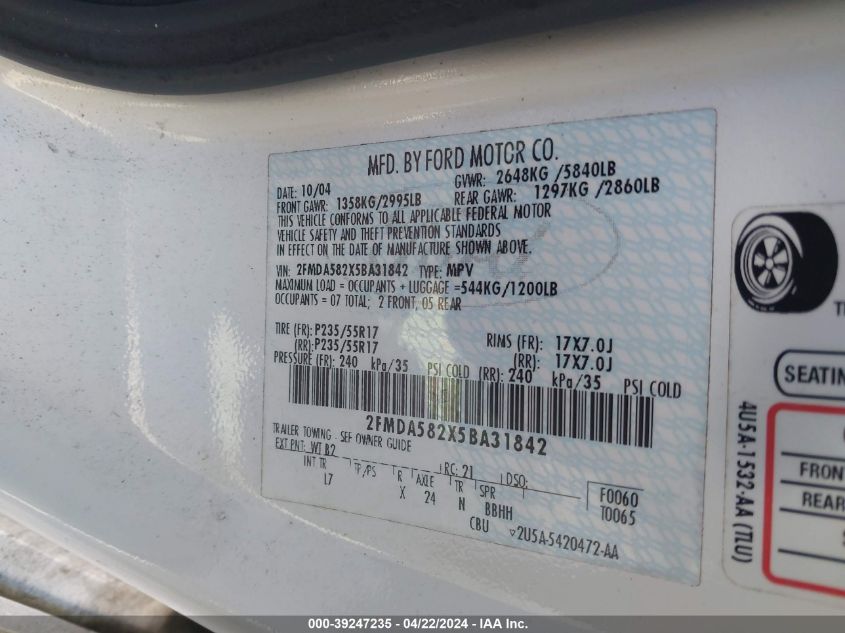 MFD. BY FORD MOTOR CO.
DATE: 10/04 GVWR: 2648KG /5840LB
FRONT GAWR: 1358KG/2995LB REAR GAWR: 1297KG /2860LB
THIS VEHICLE CONFORMS TO ALL APPLICABLE FEDERAL MOTOR
VEHICLE SAFETY AND THEFT PREVENTION STANDARDS
IN EFFECT ON THE DATE OF MANUFACTURE SHOWN ABOVE.
VIN: 2FMDA582X5BA31842 TYPE: MPV
MAXIMUM LOAD = OCCUPANTS + LUGGAGE =544KG/1200LB
OCCUPANTS = 07 TOTAL; 2 FRONT, 05 REAR
TIRE (FR): P235/55R17 RIMS (FR): 17X7.0J
(RR): P235/55R17 (RR): 17X7.0J
PRESSURE (FR): 240 kPa/35 PSI COLD (RR): 240 kPa/35 PSI COLD
2FMDA582X5BA31842
TRAILER TOWING - SEE OWNER GUIDE
EXT PNT: WT B2 RC: 21 DSO:
INT TR TP/PS R AXLE TR SPR F0060
17 X 24 N BBHH T0065
CBU 2U5A-5420472-AA
SEATIN
4U5A-1532-AA (TLU)
FRON
REAR
000-39247235 - 04/22/2024 - IAA Inc.